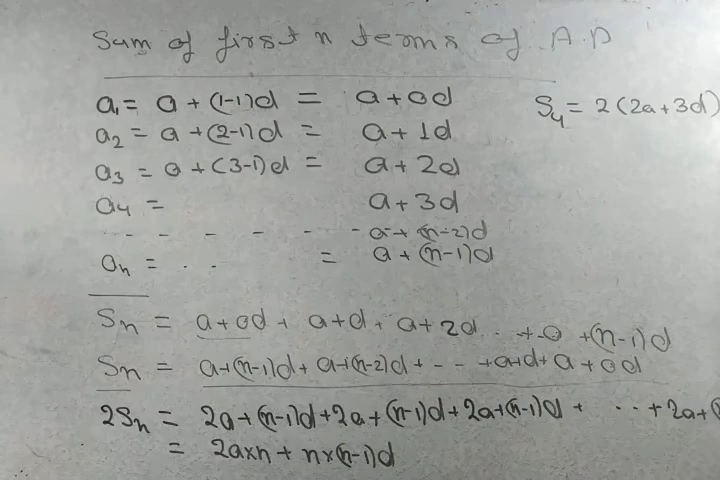 Sum of first n terms of A.P
a₁ = a + (1-1)d = a+0d
S₄ = 2(2a+3d)
a₂ = a + (2-1)d = a+1d
a₃ = a + (3-1)d = a+2d
a₄ = a+3d
- - - - - - - a + (n-2)d
aₙ = . . = a + (n-1)d
Sₙ = a+0d + a+d + a+2d . . + a + (n-1)d
Sₙ = a+(n-1)d + a+(n-2)d + - - + a+d + a + 0d
2Sₙ = 2a+(n-1)d+2a+(n-1)d+2a+(n-1)d + . . + 2a+(
= 2a×n + n×(n-1)d